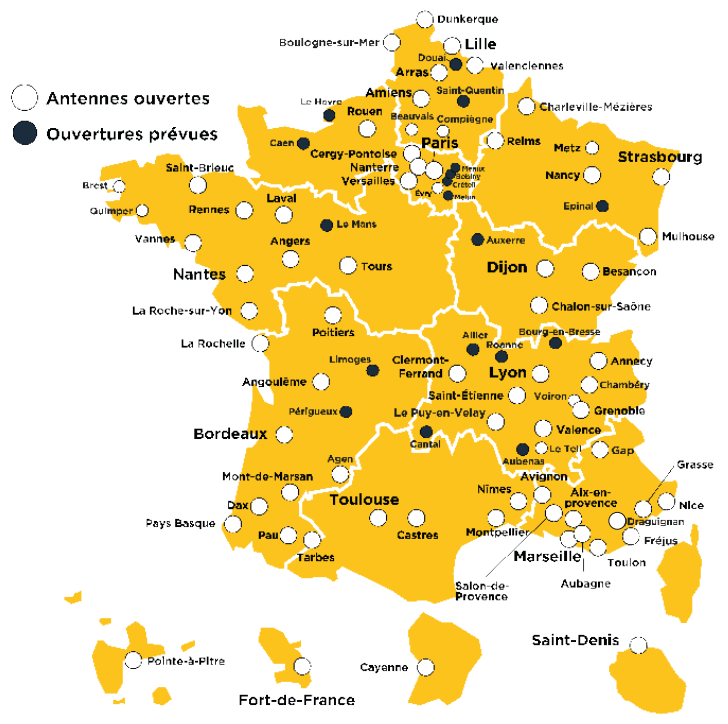 Dunkerque
Boulogne-sur-Mer
Lille
Douai
Valenciennes
Arras
Antennes ouvertes
Amiens
Saint-Quentin
Le Havre
Charleville-Mézières
Rouen
Beauvais
Compiègne
Ouvertures prévues
Caen
Paris
Reims
Metz
Cergy-Pontoise
Strasbourg
Nanterre
Meaux
Saint-Brieuc
Bobigny
Nancy
Versailles
Créteil
Brest
Évry
Melun
Laval
Quimper
Rennes
Epinal
Le Mans
Vannes
Angers
Auxerre
Mulhouse
Nantes
Tours
Dijon
Besancon
La Roche-sur-Yon
Chalon-sur-Saône
Poitiers
Allier
Bourg-en-Bresse
La Rochelle
Roanne
Limoges
Clermont-
Ferrand
Lyon
Annecy
Angoulême
Chambéry
Saint-Étienne
Voiron
Périgueux
Le Puy-en-Velay
Grenoble
Bordeaux
Valence
Cantal
Le Teil
Gap
Agen
Aubenas
Grasse
Mont-de-Marsan
Avignon
Nîmes
Aix-en-
provence
Toulouse
Dax
Nice
Pays Basque
Draguignan
Pau
Castres
Montpellier
Fréjus
Tarbes
Marseille
Toulon
Salon-de-
Provence
Aubagne
Saint-Denis
Pointe-à-Pitre
Cayenne
Fort-de-France